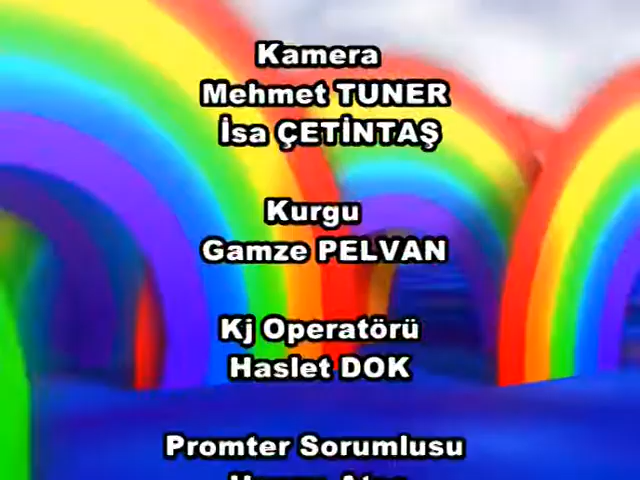 Kamera
Mehmet TUNER
İsa ÇETİNTAŞ
Kurgu
Gamze PELVAN
Kj Operatörü
Haslet DOK
Promter Sorumlusu